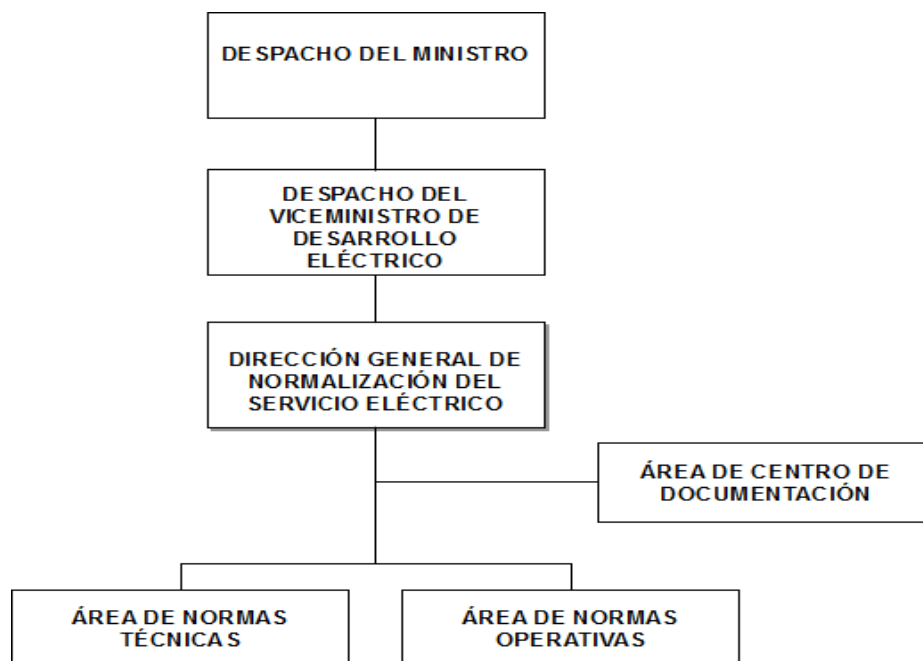 DESPACHO DEL MINISTRO
DESPACHO DEL
VICEMINISTRO DE
DESARROLLO
ELÉCTRICO
DIRECCIÓN GENERAL DE
NORMALIZACIÓN DEL
SERVICIO ELÉCTRICO
ÁREA DE CENTRO DE
DOCUMENTACIÓN
ÁREA DE NORMAS
TÉCNICAS
ÁREA DE NORMAS
OPERATIVAS